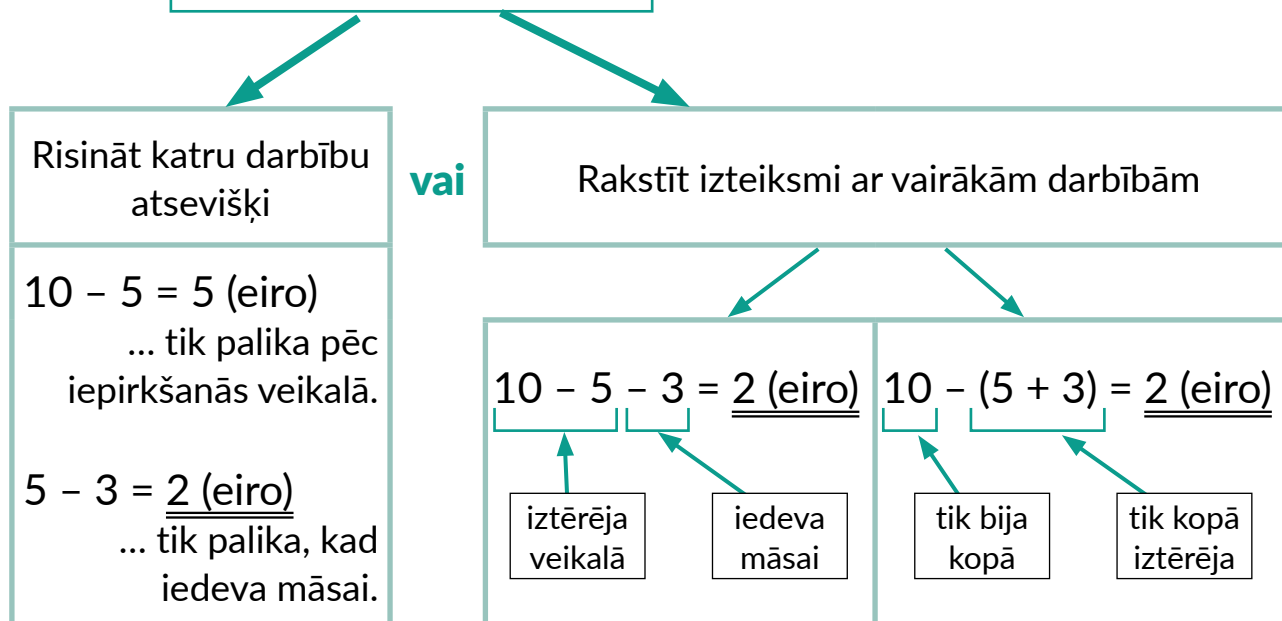 Risināt katru darbību
atsevišķi
vai
Rakstīt izteiksmi ar vairākām darbībām
10 – 5 = 5 (eiro)
... tik palika pēc
iepirkšanās veikalā.
5 – 3 = 2 (eiro)
... tik palika, kad
iedeva māsai.
10 – 5 – 3 = 2 (eiro)
iztērēja
veikalā
iedeva
māsai
10 – (5 + 3) = 2 (eiro)
tik bija
kopā
tik kopā
iztērēja